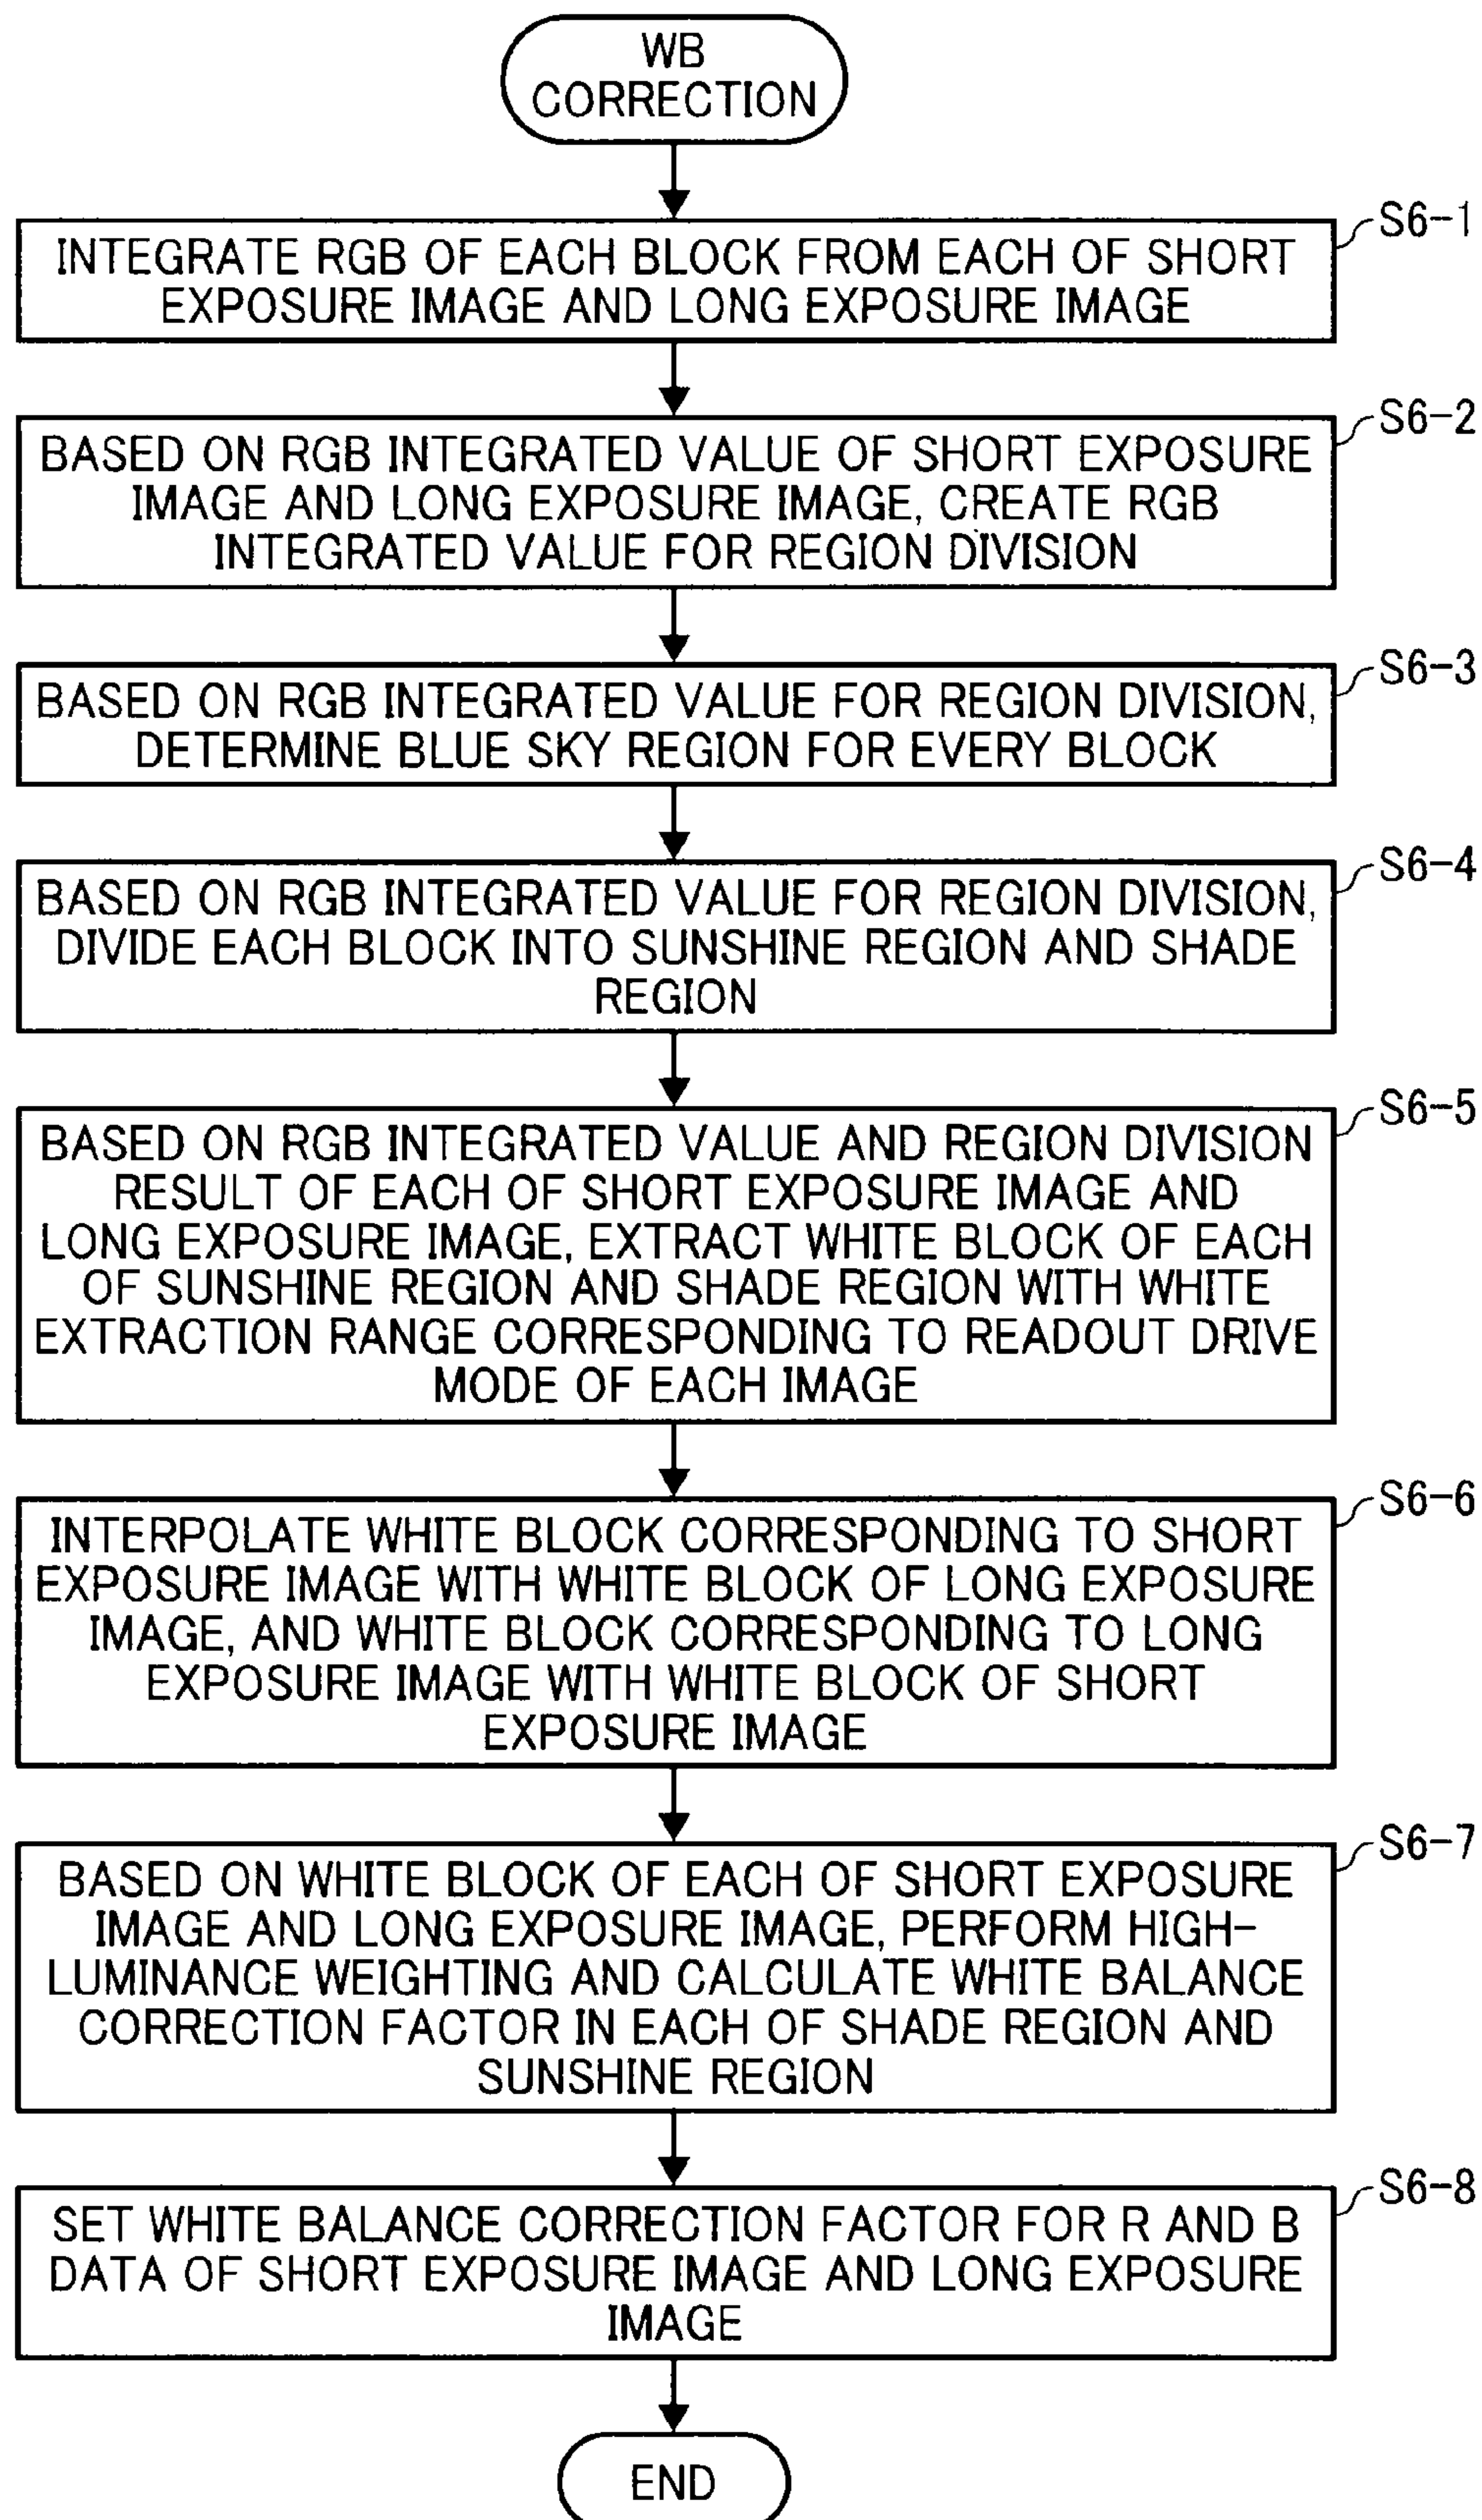 WB
CORRECTION
S6-1
INTEGRATE RGB OF EACH BLOCK FROM EACH OF SHORT
EXPOSURE IMAGE AND LONG EXPOSURE IMAGE
S6-2
BASED ON RGB INTEGRATED VALUE OF SHORT EXPOSURE
IMAGE AND LONG EXPOSURE IMAGE, CREATE RGB
INTEGRATED VALUE FOR REGION DIVISION
S6-3
BASED ON RGB INTEGRATED VALUE FOR REGION DIVISION,
DETERMINE BLUE SKY REGION FOR EVERY BLOCK
S6-4
BASED ON RGB INTEGRATED VALUE FOR REGION DIVISION,
DIVIDE EACH BLOCK INTO SUNSHINE REGION AND SHADE
REGION
S6-5
BASED ON RGB INTEGRATED VALUE AND REGION DIVISION
RESULT OF EACH OF SHORT EXPOSURE IMAGE AND
LONG EXPOSURE IMAGE, EXTRACT WHITE BLOCK OF EACH
OF SUNSHINE REGION AND SHADE REGION WITH WHITE
EXTRACTION RANGE CORRESPONDING TO READOUT DRIVE
MODE OF EACH IMAGE
S6-6
INTERPOLATE WHITE BLOCK CORRESPONDING TO SHORT
EXPOSURE IMAGE WITH WHITE BLOCK OF LONG EXPOSURE
IMAGE, AND WHITE BLOCK CORRESPONDING TO LONG
EXPOSURE IMAGE WITH WHITE BLOCK OF SHORT
EXPOSURE IMAGE
S6-7
BASED ON WHITE BLOCK OF EACH OF SHORT EXPOSURE
IMAGE AND LONG EXPOSURE IMAGE, PERFORM HIGH-
LUMINANCE WEIGHTING AND CALCULATE WHITE BALANCE
CORRECTION FACTOR IN EACH OF SHADE REGION AND
SUNSHINE REGION
S6-8
SET WHITE BALANCE CORRECTION FACTOR FOR R AND B
DATA OF SHORT EXPOSURE IMAGE AND LONG EXPOSURE
IMAGE
END